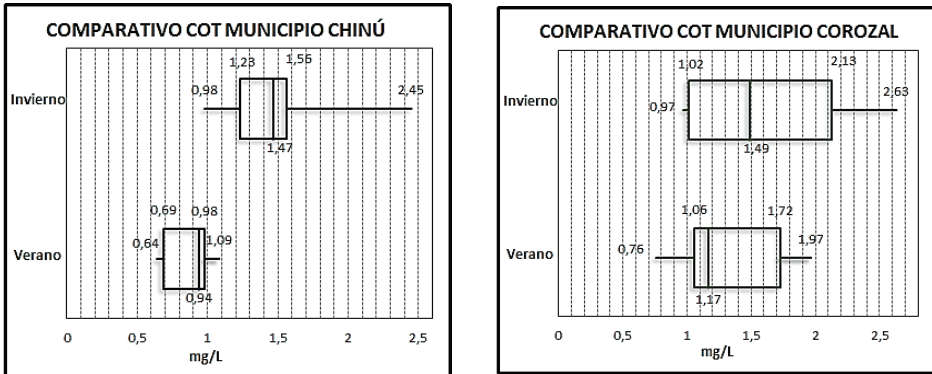 COMPARATIVO COT MUNICIPIO CHINÚ
Invierno
0,98
1,23
1,56
2,45
1,47
Verano
0,64
0,69
0,98
1,09
0,94
0 0,5 1 1,5 2 2,5
mg/L
COMPARATIVO COT MUNICIPIO COROZAL
Invierno
0,97
1,02
2,13
2,63
1,49
Verano
0,76
1,06
1,72
1,97
1,17
0 0,5 1 1,5 2 2,5
mg/L